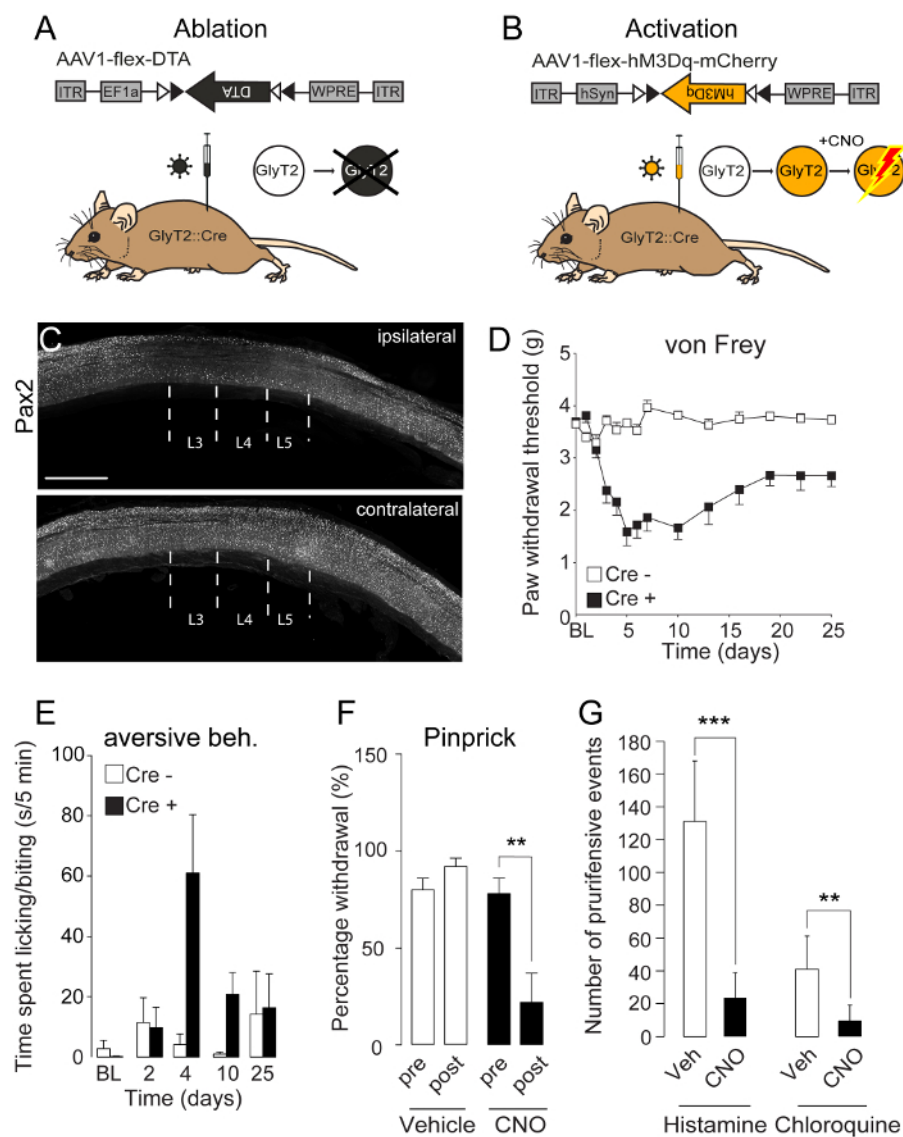 A
Ablation
AAV1-flex-DTA
ITR
EF1a
DTA
WPRE
ITR
GlyT2
GlyT2
GlyT2::Cre
B
Activation
AAV1-flex-hM3Dq-mCherry
ITR
hSyn
hM3Dq
WPRE
ITR
+CNO
GlyT2
GlyT2
GlyT2
GlyT2::Cre
C
Pax2
ipsilateral
L3
L4
L5
contralateral
L3
L4
L5
D
von Frey
Paw withdrawal threshold (g)
5
4
3
2
1
0
Cre -
Cre +
BL
5
10
15
20
25
Time (days)
E
aversive beh.
Time spent licking/biting (s/5 min)
100
80
60
40
20
0
Cre -
Cre +
BL
2
4
10
25
Time (days)
F
Pinprick
Percentage withdrawal (%)
150
100
50
0
**
pre
post
pre
post
Vehicle
CNO
G
Number of prurifensive events
180
160
140
120
100
80
60
40
20
0
***
**
Veh
CNO
Veh
CNO
Histamine
Chloroquine